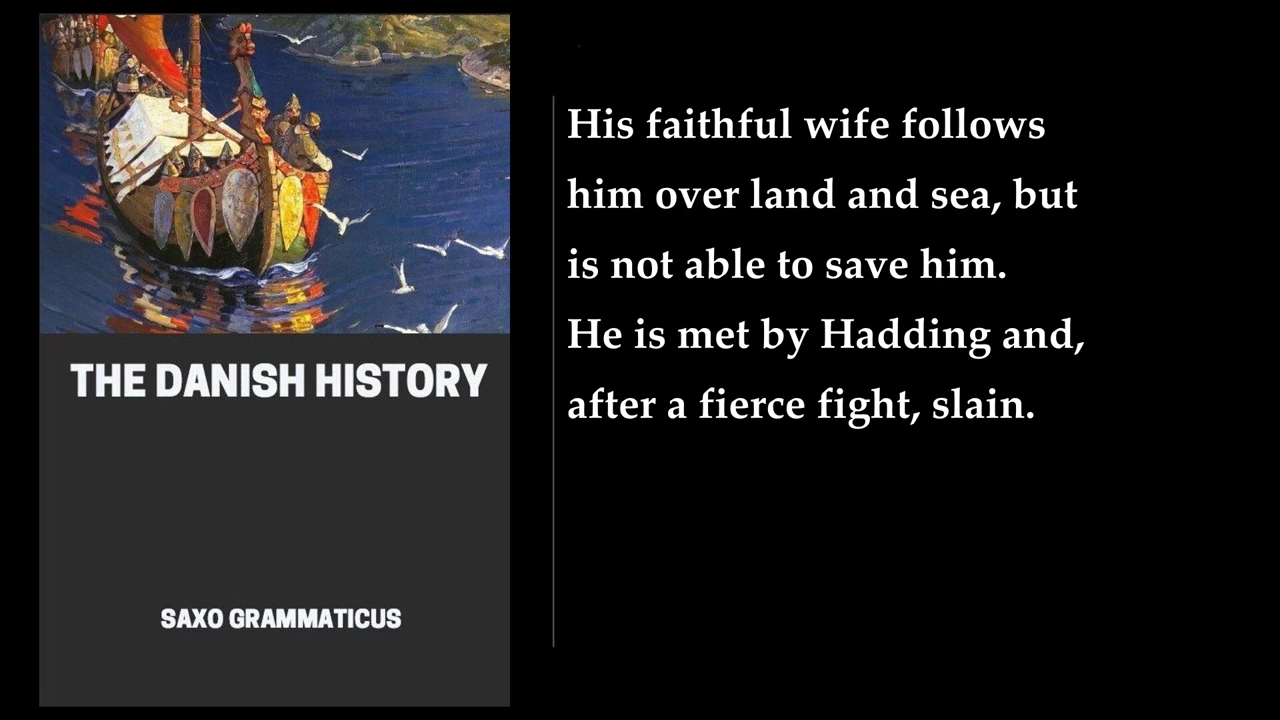 THE DANISH HISTORY
SAXO GRAMMATICUS
His faithful wife follows
him over land and sea, but
is not able to save him.
He is met by Hadding and,
after a fierce fight, slain.